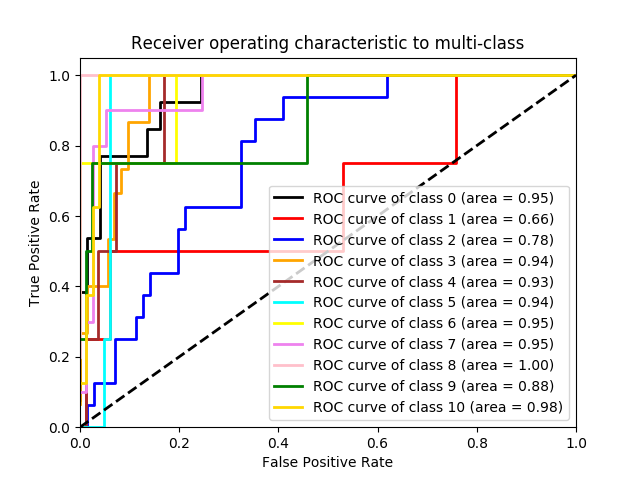 Receiver operating characteristic to multi-class
True Positive Rate
1.0
0.8
0.6
0.4
0.2
0.0
ROC curve of class 0 (area = 0.95)
ROC curve of class 1 (area = 0.66)
ROC curve of class 2 (area = 0.78)
ROC curve of class 3 (area = 0.94)
ROC curve of class 4 (area = 0.93)
ROC curve of class 5 (area = 0.94)
ROC curve of class 6 (area = 0.95)
ROC curve of class 7 (area = 0.95)
ROC curve of class 8 (area = 1.00)
ROC curve of class 9 (area = 0.88)
ROC curve of class 10 (area = 0.98)
0.0 0.2 0.4 0.6 0.8 1.0
False Positive Rate